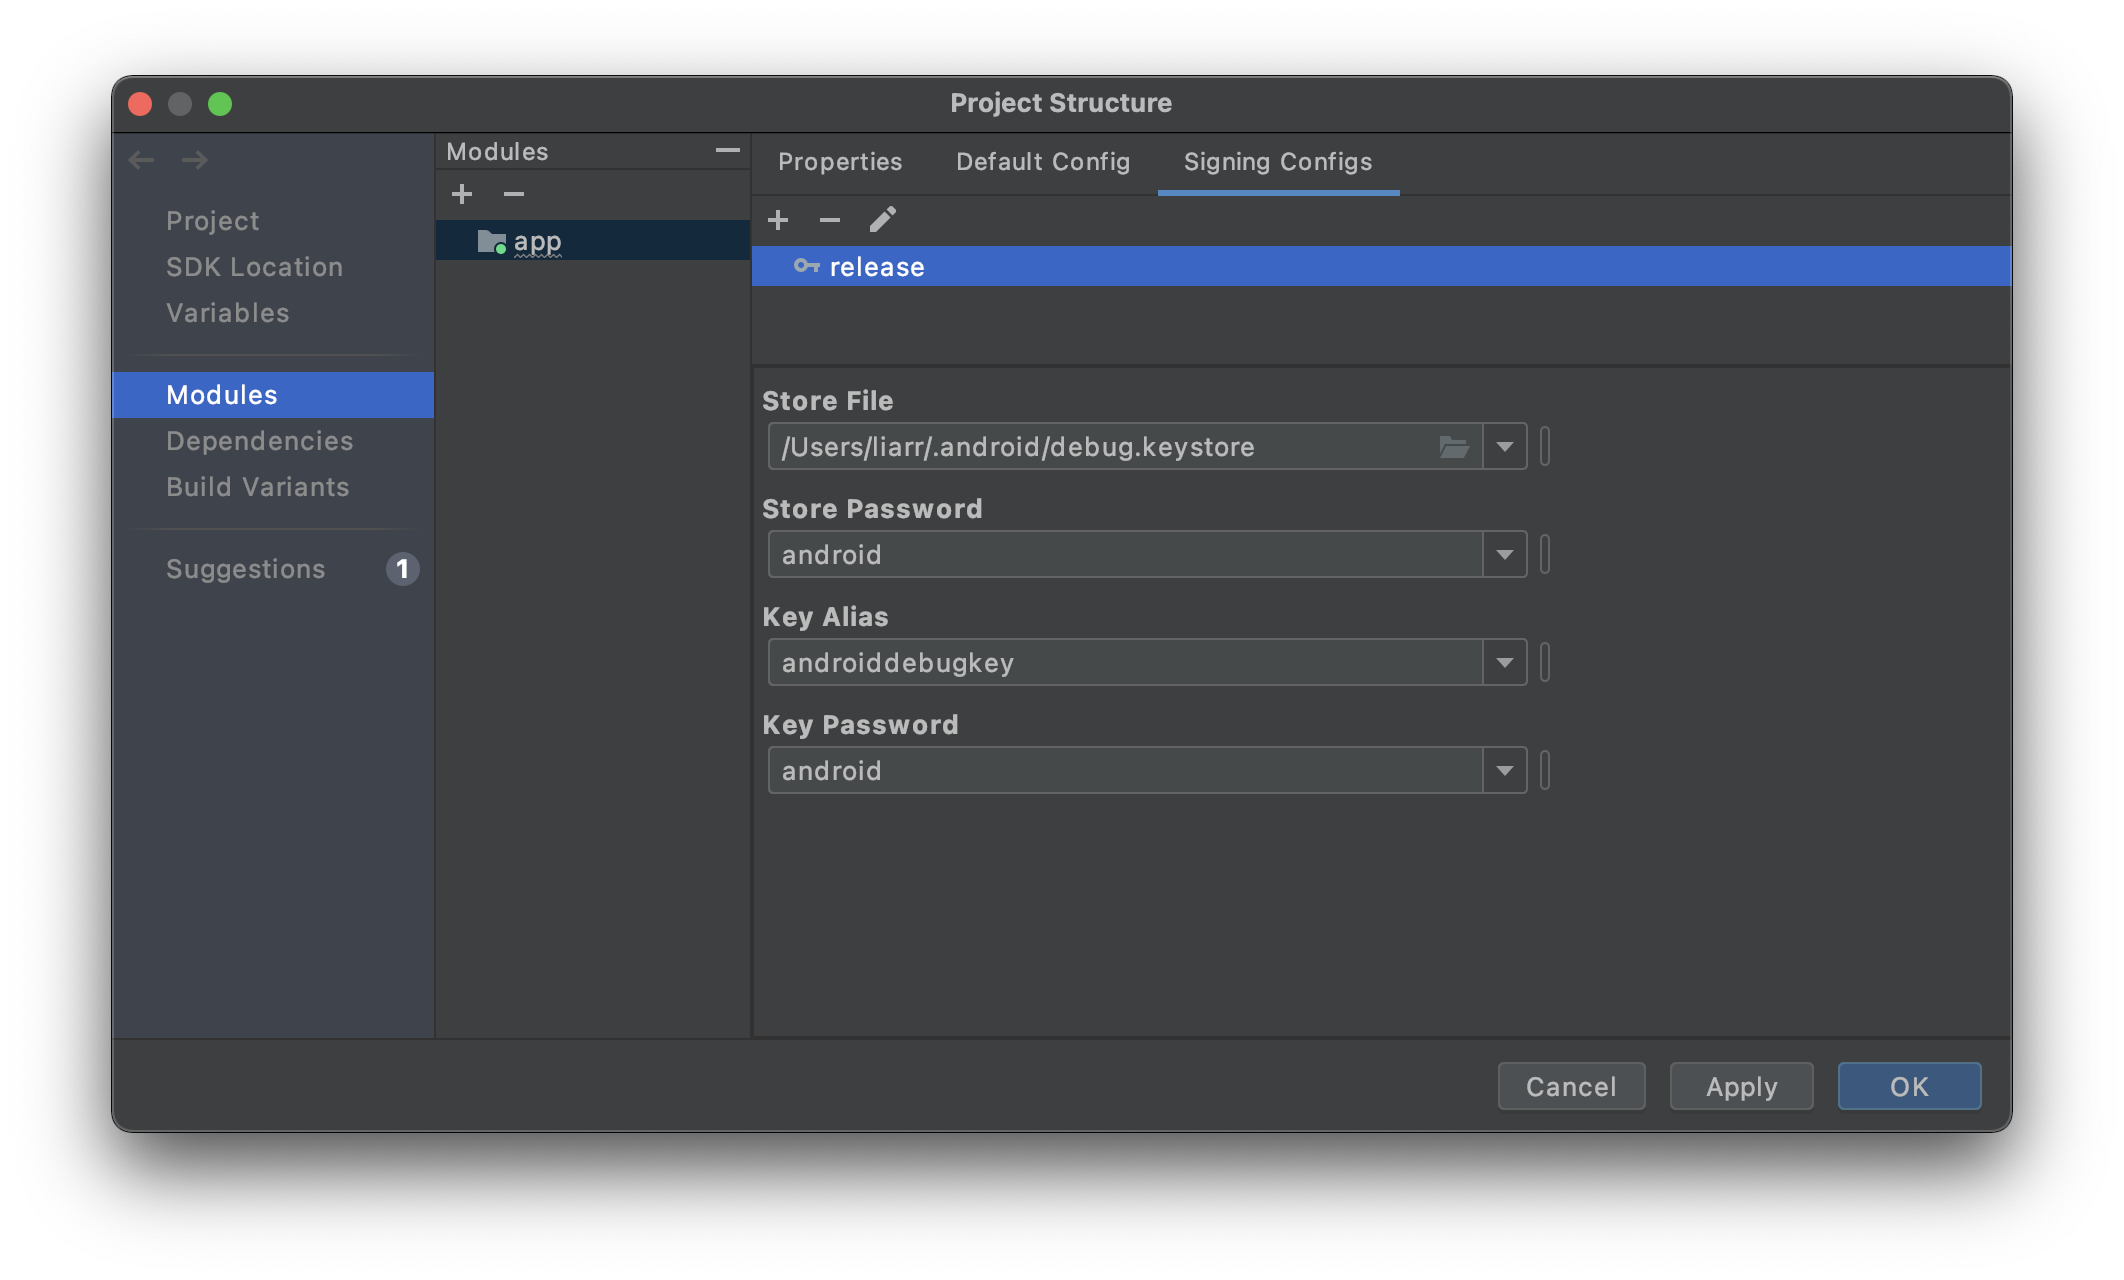 Project Structure
Project
SDK Location
Variables
Modules
Dependencies
Build Variants
Suggestions 1
Modules
app
Properties Default Config Signing Configs
release
Store File
/Users/liarr/.android/debug.keystore
Store Password
android
Key Alias
androiddebugkey
Key Password
android
Cancel Apply OK